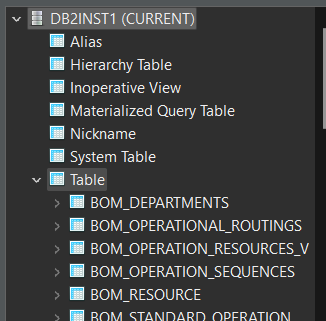 DB2INST1 (CURRENT)
Alias
Hierarchy Table
Inoperative View
Materialized Query Table
Nickname
System Table
Table
BOM_DEPARTMENTS
BOM_OPERATIONAL_ROUTINGS
BOM_OPERATION_RESOURCES_V
BOM_OPERATION_SEQUENCES
BOM_RESOURCE
BOM_STANDARD_OPERATION